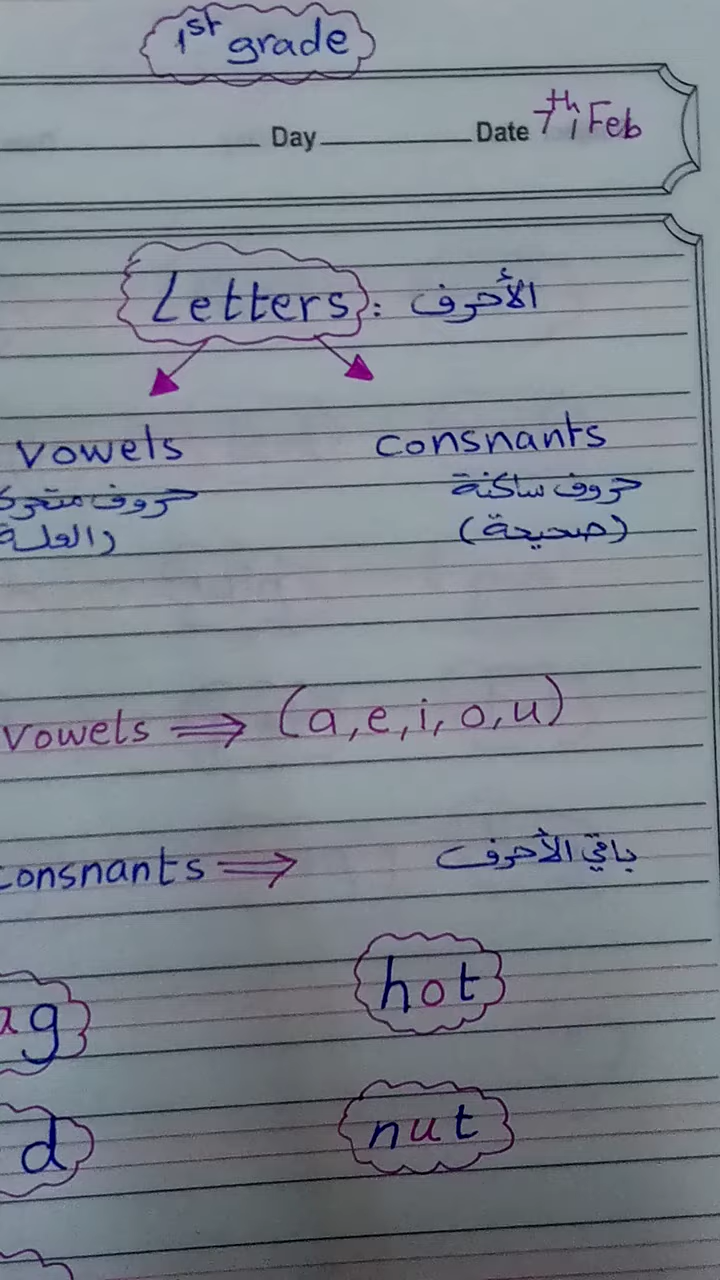 1st grade
Day Date 7th, Feb
Letters: الأحرف
Vowels consnants
حروف ساكنة
(صحيحة)
vowels ⟹ (a, e, i, o, u)
consnants ⟹ باقي الأحرف
hot
nut